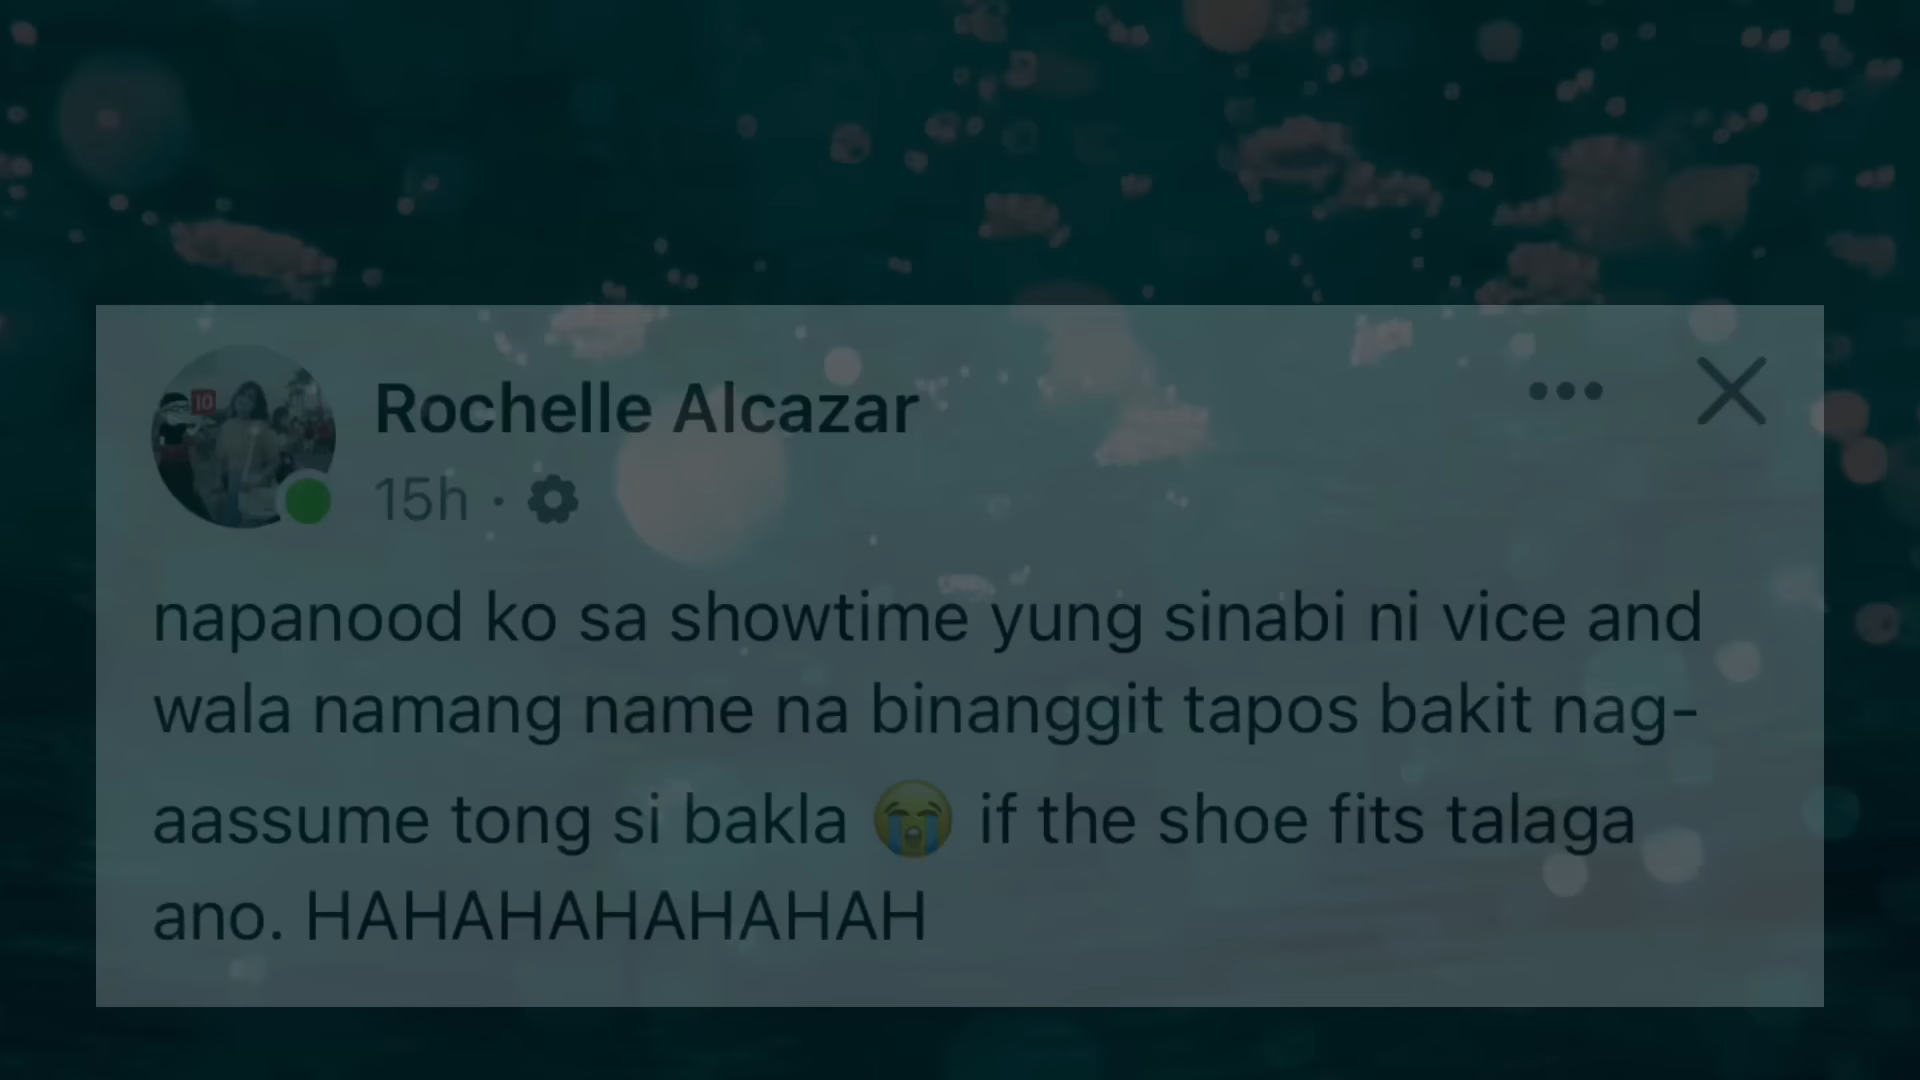 Rochelle Alcazar
15h ·
napanood ko sa showtime yung sinabi ni vice and
wala namang name na binanggit tapos bakit nag-
aassume tong si bakla 😭 if the shoe fits talaga
ano. HAHAHAHAHAHAH